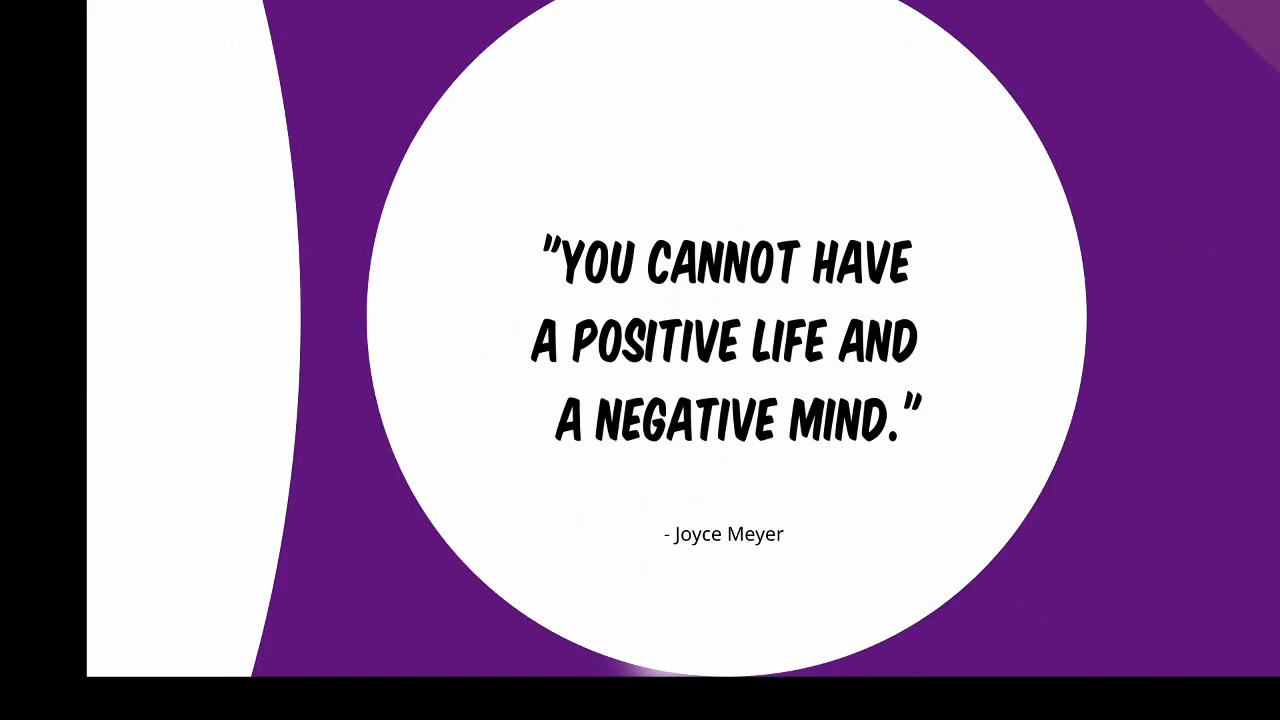 "YOU CANNOT HAVE
A POSITIVE LIFE AND
A NEGATIVE MIND."
- Joyce Meyer